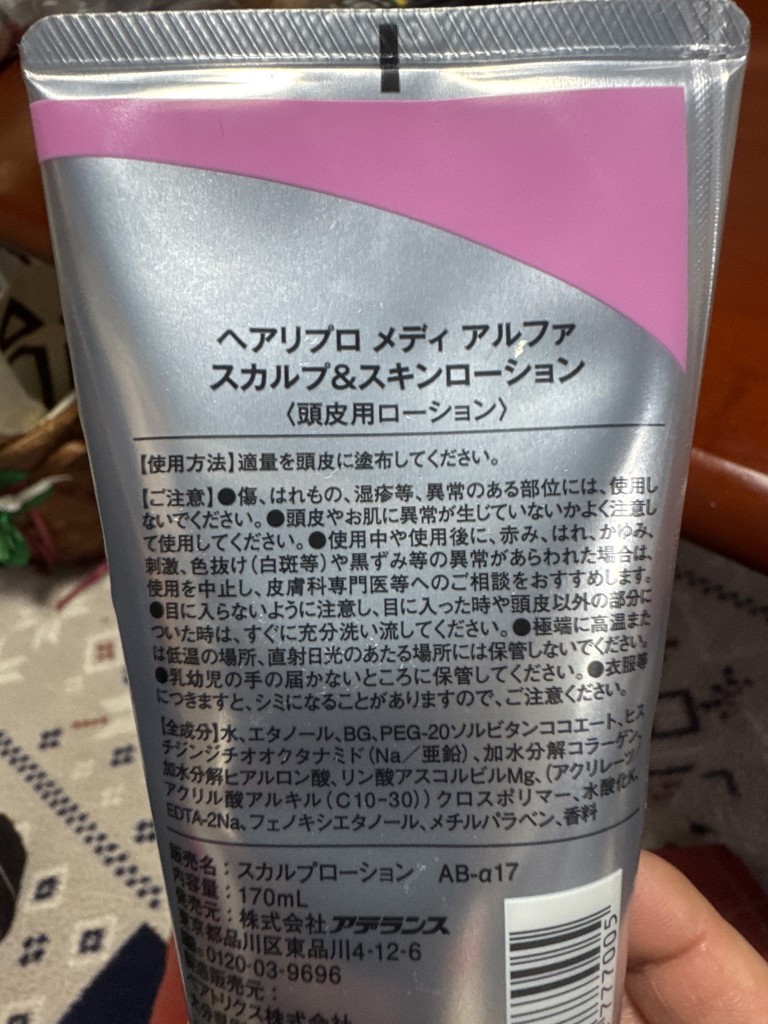 ヘアリプロ メディ アルファ
スカルプ&スキンローション
〈頭皮用ローション〉
【使用方法】適量を頭皮に塗布してください。
【ご注意】●傷、はれもの、湿疹等、異常のある部位には、使用し
ないでください。●頭皮やお肌に異常が生じていないかよく注意し
て使用してください。●使用中や使用後に、赤み、はれ、かゆみ、
刺激、色抜け(白斑等)や黒ずみ等の異常があらわれた場合は、
使用を中止し、皮膚科専門医等へのご相談をおすすめします。
●目に入らないように注意し、目に入った時や頭皮以外の部分に
ついた時は、すぐに充分洗い流してください。●極端に高温また
は低温の場所、直射日光のあたる場所には保管しないでください。
●乳幼児の手の届かないところに保管してください。●衣服等
につきますと、シミになることがありますので、ご注意ください。
【全成分】水、エタノール、BG、PEG-20ソルビタンココエート、ヒス
チジンジチオオクタナミド(Na/亜鉛)、加水分解コラーゲン、
加水分解ヒアルロン酸、リン酸アスコルビルMg、(アクリレーツ/
アクリル酸アルキル(C10-30))クロスポリマー、水酸化K、
EDTA-2Na、フェノキシエタノール、メチルパラベン、香料
販売名:スカルプローション AB-α17
内容量:170mL
発売元:株式会社アデランス
東京都品川区東品川4-12-6
0120-03-9696
製造販売元:
アトリクス株式会社
777005